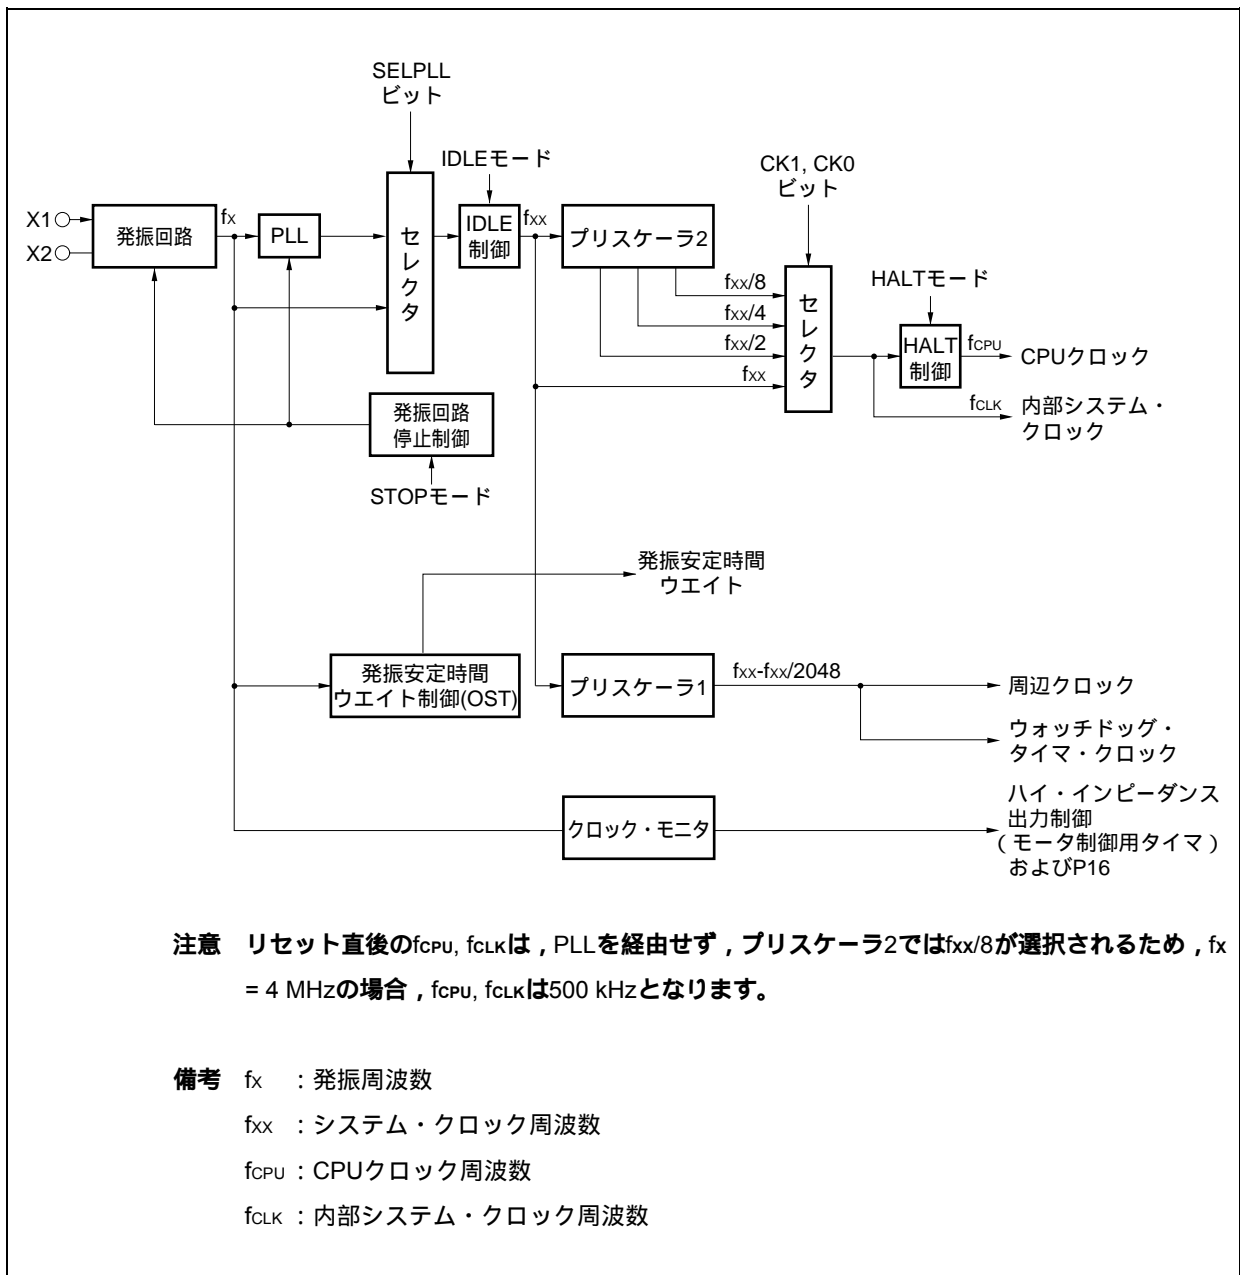 SELPLL
ビット
IDLEモード
CK1, CK0
ビット
X1
X2
発振回路
fX
PLL
セレクタ
IDLE
制御
fXX
プリスケーラ2
fXX/8
fXX/4
fXX/2
fXX
セレクタ
HALTモード
HALT
制御
fCPU
CPUクロック
fCLK
内部システム・
クロック
発振回路
停止制御
STOPモード
発振安定時間
ウエイト
発振安定時間
ウエイト制御(OST)
プリスケーラ1
fXX-fXX/2048
周辺クロック
ウォッチドッグ・
タイマ・クロック
クロック・モニタ
ハイ・インピーダンス
出力制御
（モータ制御用タイマ）
およびP16
注意 リセット直後のfCPU, fCLKは，PLLを経由せず，プリスケーラ2ではfXX/8が選択されるため，fX
= 4 MHzの場合，fCPU, fCLKは500 kHzとなります。
備考 fX ：発振周波数
fXX ：システム・クロック周波数
fCPU ：CPUクロック周波数
fCLK ：内部システム・クロック周波数